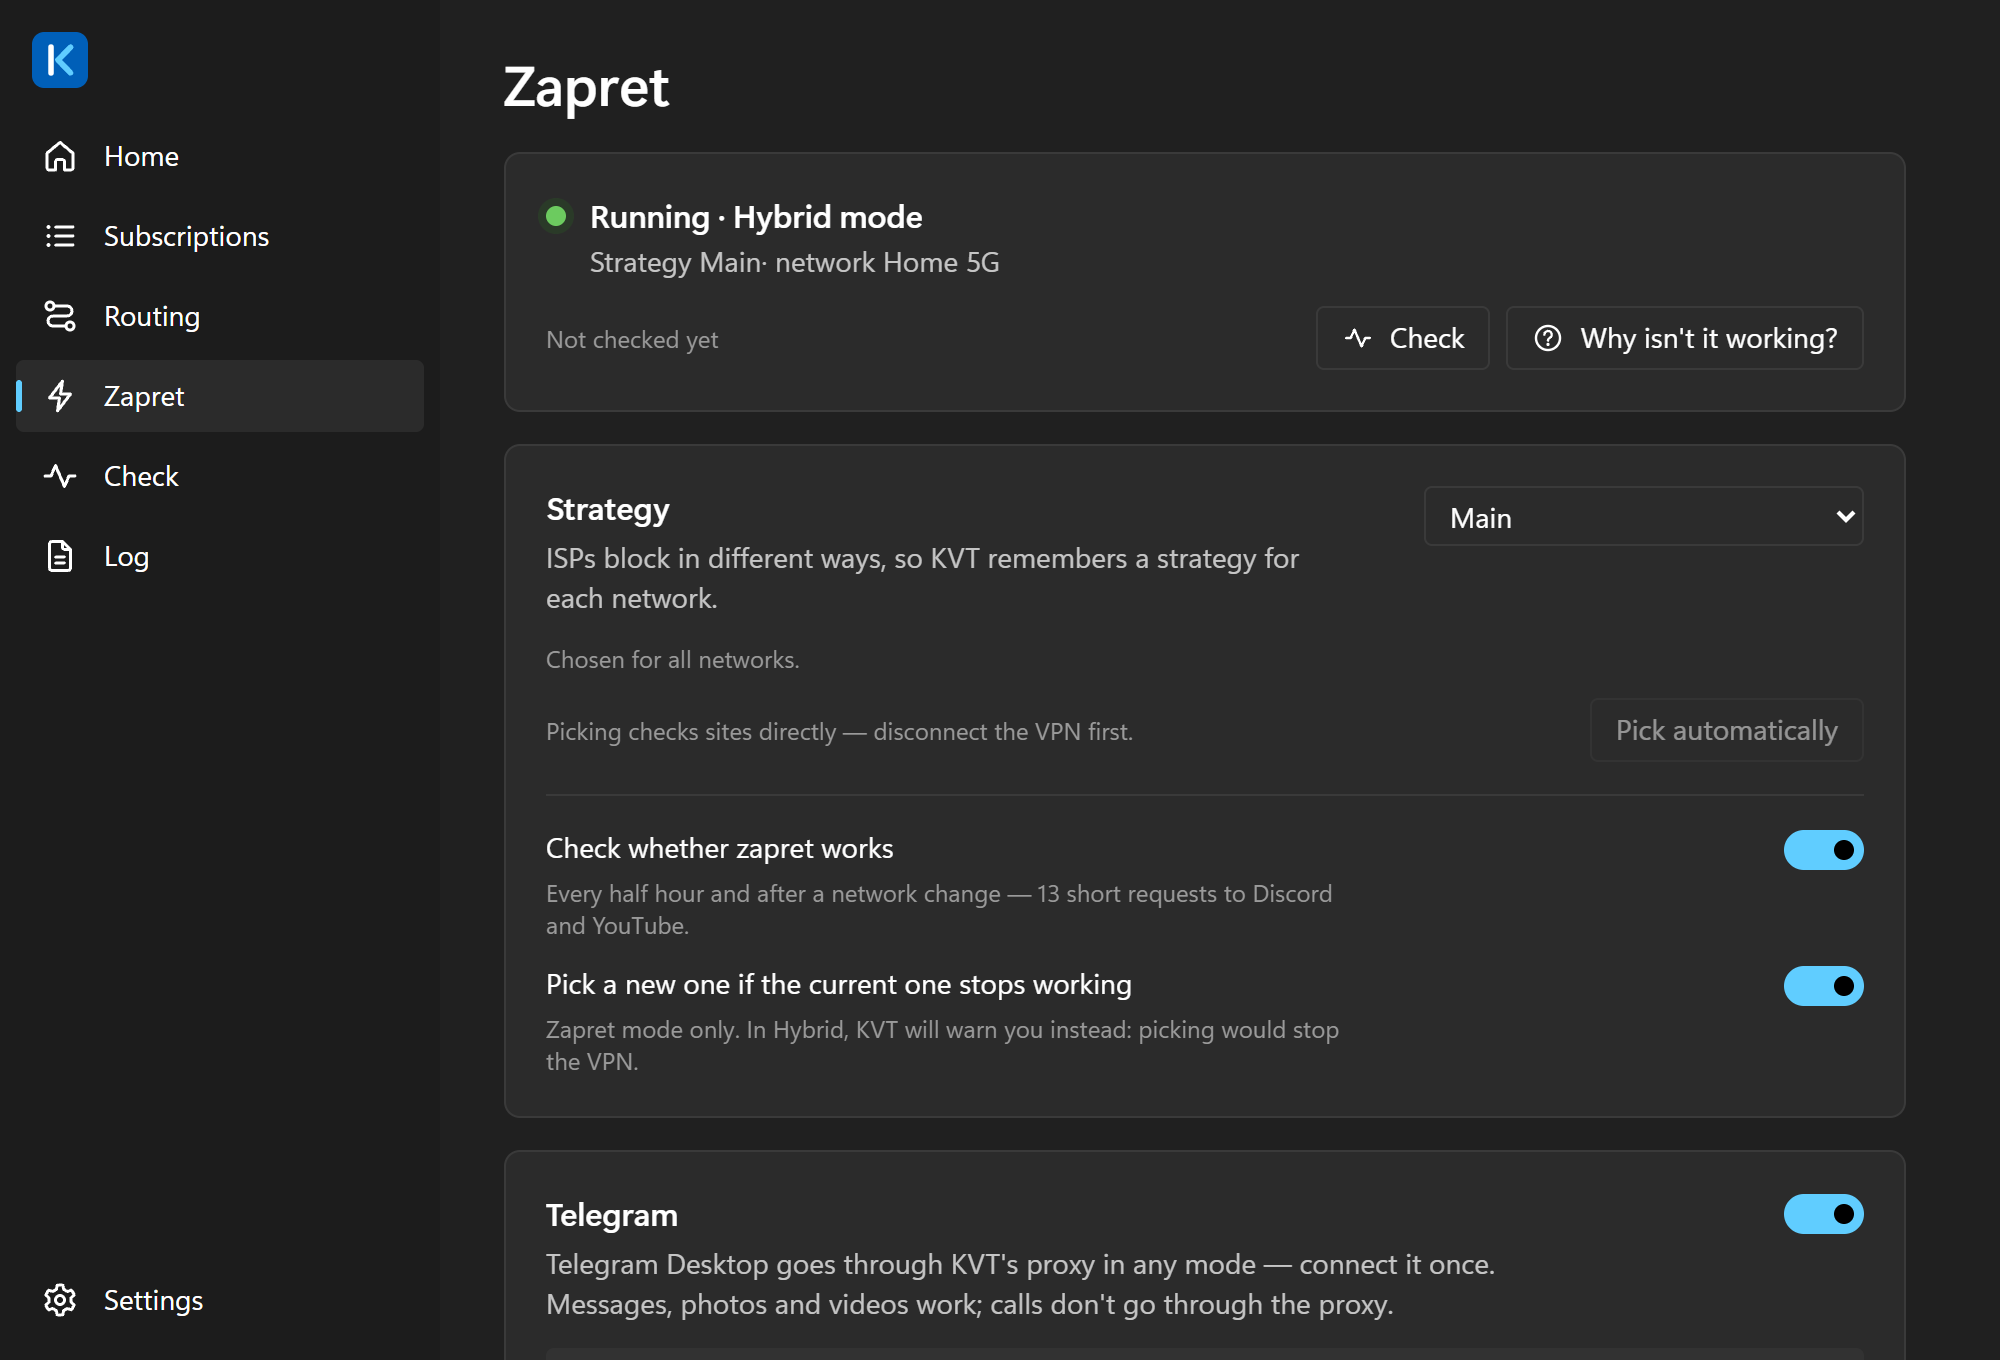 Home
Subscriptions
Routing
Zapret
Check
Log
Settings
Zapret
Running · Hybrid mode
Strategy Main· network Home 5G
Not checked yet
Check
Why isn't it working?
Strategy
Main
ISPs block in different ways, so KVT remembers a strategy for
each network.
Chosen for all networks.
Picking checks sites directly — disconnect the VPN first.
Pick automatically
Check whether zapret works
Every half hour and after a network change — 13 short requests to Discord
and YouTube.
Pick a new one if the current one stops working
Zapret mode only. In Hybrid, KVT will warn you instead: picking would stop
the VPN.
Telegram
Telegram Desktop goes through KVT's proxy in any mode — connect it once.
Messages, photos and videos work; calls don't go through the proxy.